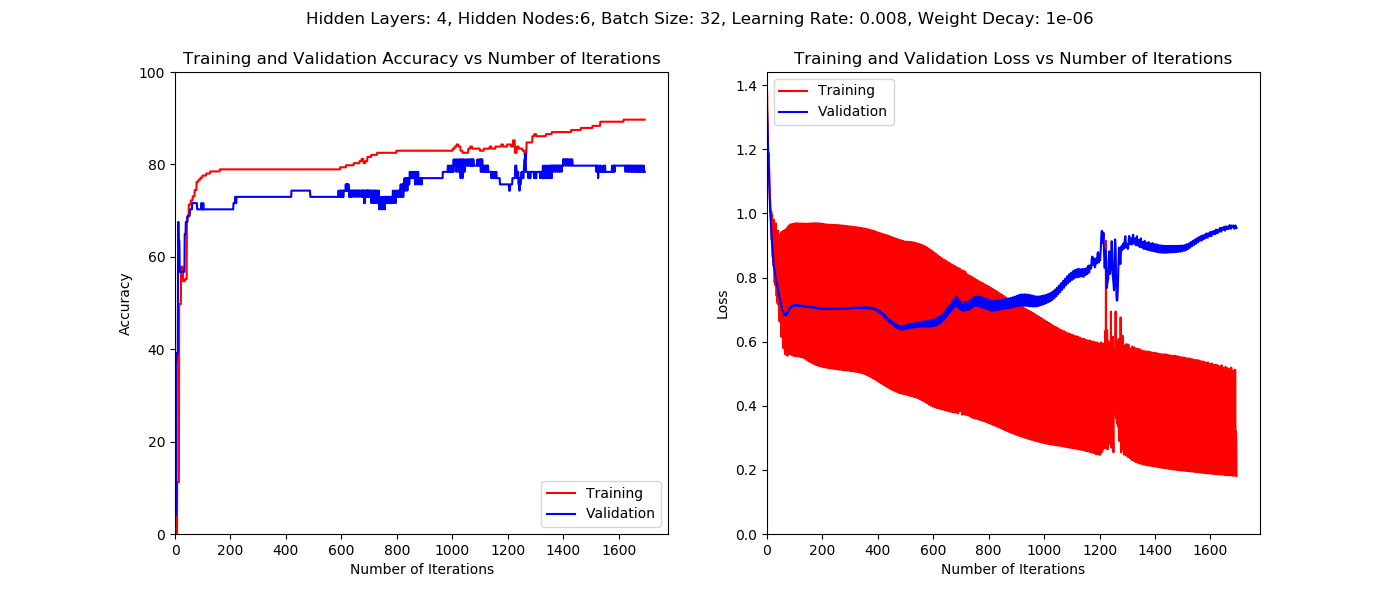 Hidden Layers: 4, Hidden Nodes:6, Batch Size: 32, Learning Rate: 0.008, Weight Decay: 1e-06
Training and Validation Accuracy vs Number of Iterations
100
80
60
40
20
0
Accuracy
0 200 400 600 800 1000 1200 1400 1600
Number of Iterations
Training
Validation
Training and Validation Loss vs Number of Iterations
1.4
1.2
1.0
0.8
0.6
0.4
0.2
0.0
Loss
0 200 400 600 800 1000 1200 1400 1600
Number of Iterations
Training
Validation